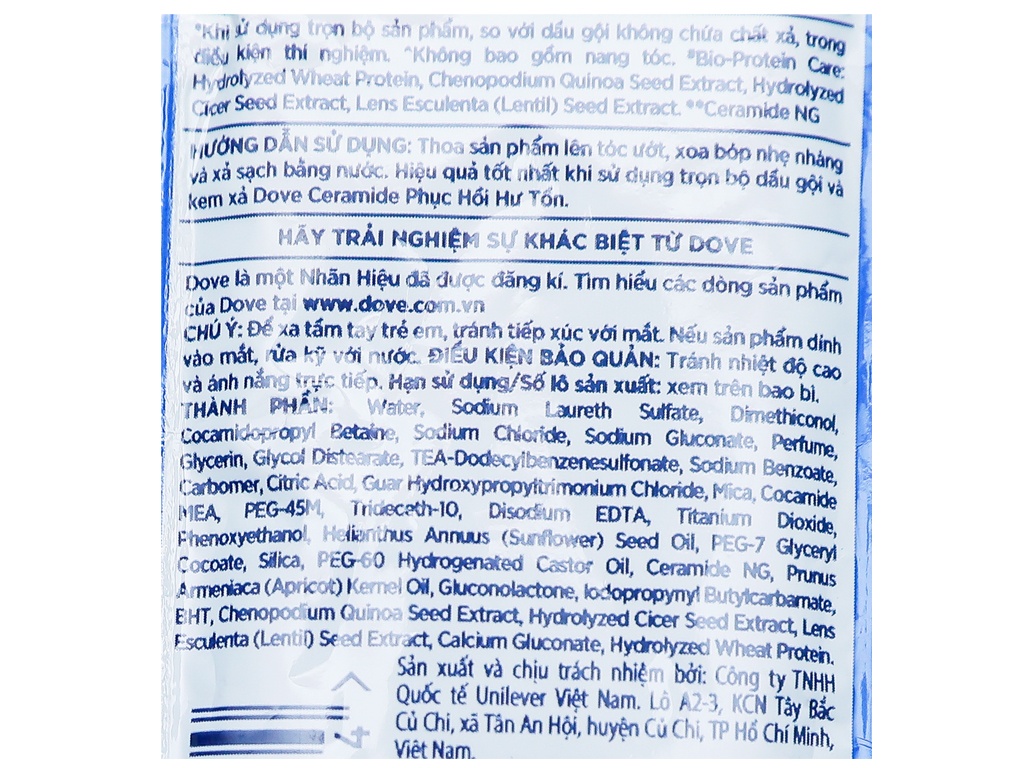 *Khi sử dụng trọn bộ sản phẩm, so với dầu gội không chứa chất xả, trong
điều kiện thí nghiệm. ^Không bao gồm nang tóc. #Bio-Protein Care:
Hydrolyzed Wheat Protein, Chenopodium Quinoa Seed Extract, Hydrolyzed
Cicer Seed Extract, Lens Esculenta (Lentil) Seed Extract. **Ceramide NG
HƯỚNG DẪN SỬ DỤNG: Thoa sản phẩm lên tóc ướt, xoa bóp nhẹ nhàng
và xả sạch bằng nước. Hiệu quả tốt nhất khi sử dụng trọn bộ dầu gội và
kem xả Dove Ceramide Phục Hồi Hư Tổn.
HÃY TRẢI NGHIỆM SỰ KHÁC BIỆT TỪ DOVE
Dove là một Nhãn Hiệu đã được đăng kí. Tìm hiểu các dòng sản phẩm
của Dove tại www.dove.com.vn
CHÚ Ý: Để xa tầm tay trẻ em, tránh tiếp xúc với mắt. Nếu sản phẩm dính
vào mắt, rửa kỹ với nước. ĐIỀU KIỆN BẢO QUẢN: Tránh nhiệt độ cao
và ánh nắng trực tiếp. Hạn sử dụng/Số lô sản xuất: xem trên bao bì.
THÀNH PHẦN: Water, Sodium Laureth Sulfate, Dimethiconol,
Cocamidopropyl Betaine, Sodium Chloride, Sodium Gluconate, Perfume,
Glycerin, Glycol Distearate, TEA-Dodecylbenzenesulfonate, Sodium Benzoate,
Carbomer, Citric Acid, Guar Hydroxypropyltrimonium Chloride, Mica, Cocamide
MEA, PEG-45M, Trideceth-10, Disodium EDTA, Titanium Dioxide,
Phenoxyethanol, Helianthus Annuus (Sunflower) Seed Oil, PEG-7 Glyceryl
Cocoate, Silica, PEG-60 Hydrogenated Castor Oil, Ceramide NG, Prunus
Armeniaca (Apricot) Kernel Oil, Gluconolactone, Iodopropynyl Butylcarbamate,
BHT, Chenopodium Quinoa Seed Extract, Hydrolyzed Cicer Seed Extract, Lens
Esculenta (Lentil) Seed Extract, Calcium Gluconate, Hydrolyzed Wheat Protein.
Sản xuất và chịu trách nhiệm bởi: Công ty TNHH
Quốc tế Unilever Việt Nam. Lô A2-3, KCN Tây Bắc
Củ Chi, xã Tân An Hội, huyện Củ Chi, TP Hồ Chí Minh,
Việt Nam.